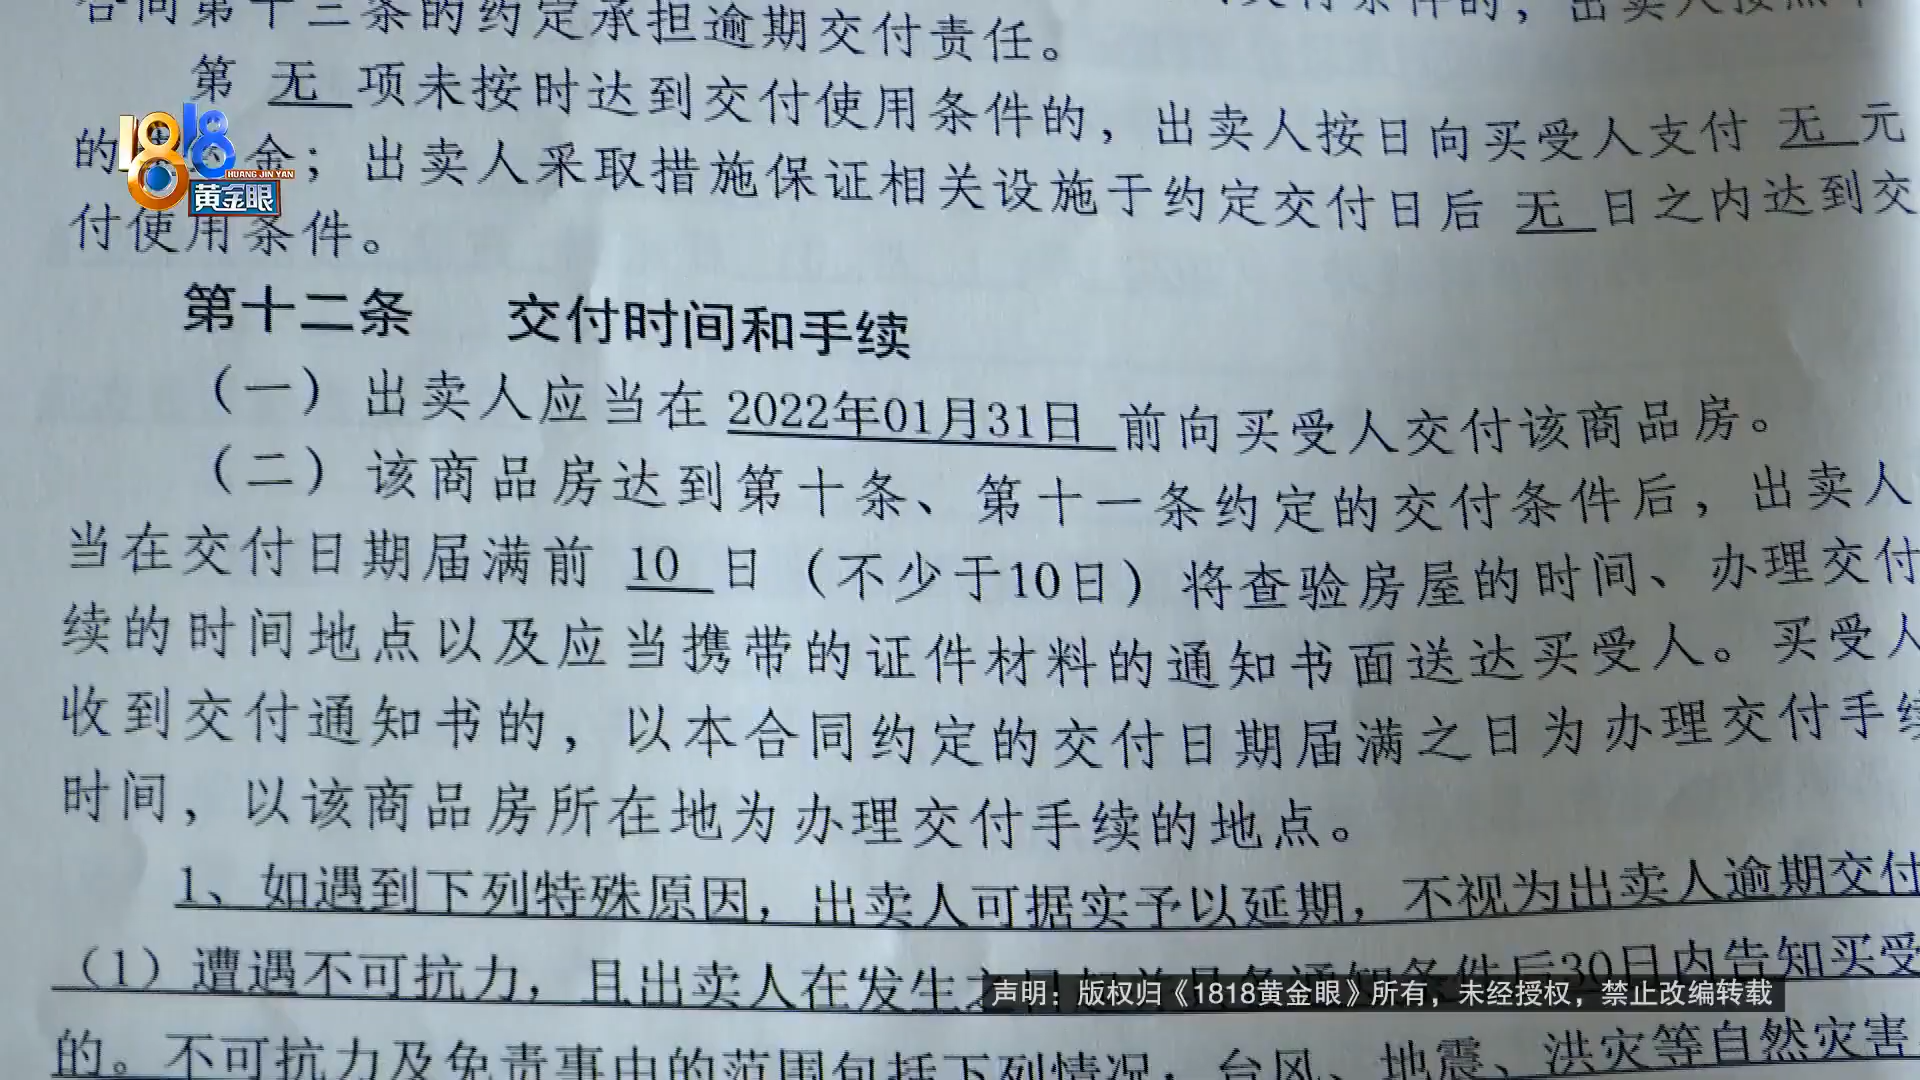 合同第十三条的约定承担逾期交付责任。
第 无 项未按时达到交付使用条件的，出卖人按日向买受人支付 无 元
的 金；出卖人采取措施保证相关设施于约定交付日后 无 日之内达到交
付使用条件。
1818
HUANG JIN YAN
黄金眼
第十二条 交付时间和手续
（一）出卖人应当在 2022年01月31日 前向买受人交付该商品房。
（二）该商品房达到第十条、第十一条约定的交付条件后，出卖人
当在交付日期届满前 10 日（不少于10日）将查验房屋的时间、办理交付
续的时间地点以及应当携带的证件材料的通知书面送达买受人。买受人
收到交付通知书的，以本合同约定的交付日期届满之日为办理交付手续
时间，以该商品房所在地为办理交付手续的地点。
1、如遇到下列特殊原因，出卖人可据实予以延期，不视为出卖人逾期交付
（1）遭遇不可抗力，且出卖人在发生之日起并具备通知条件后30日内告知买受
声明：版权归《1818黄金眼》所有，未经授权，禁止改编转载
的。不可抗力及免责事由的范围包括下列情况：台风、地震、洪灾等自然灾害